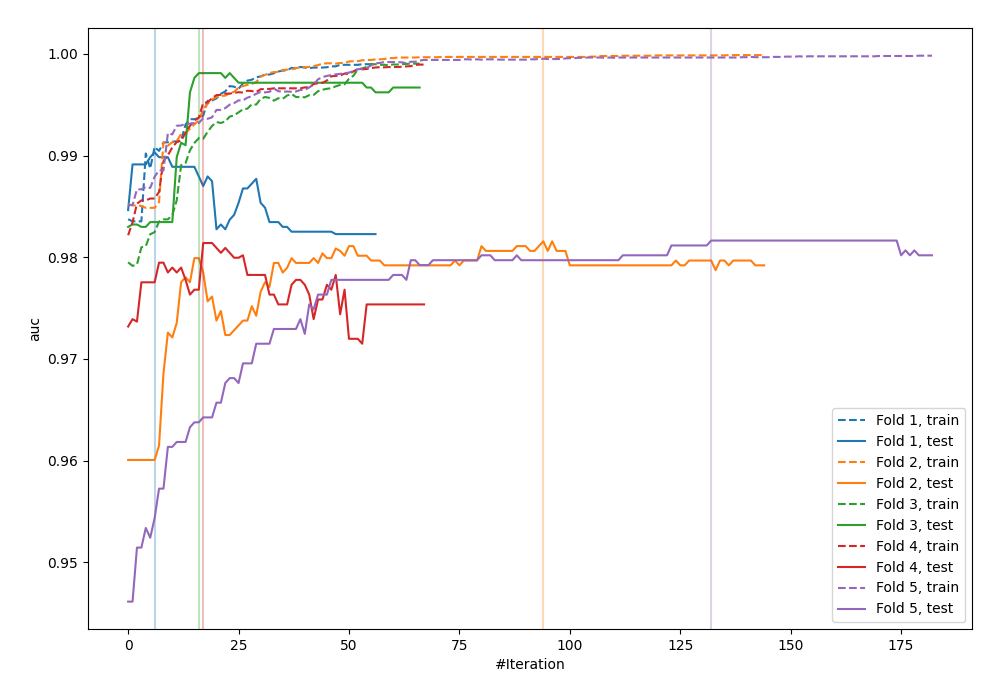 1.00
0.99
0.98
0.97
0.96
0.95
auc
0 25 50 75 100 125 150 175
#Iteration
Fold 1, train
Fold 1, test
Fold 2, train
Fold 2, test
Fold 3, train
Fold 3, test
Fold 4, train
Fold 4, test
Fold 5, train
Fold 5, test